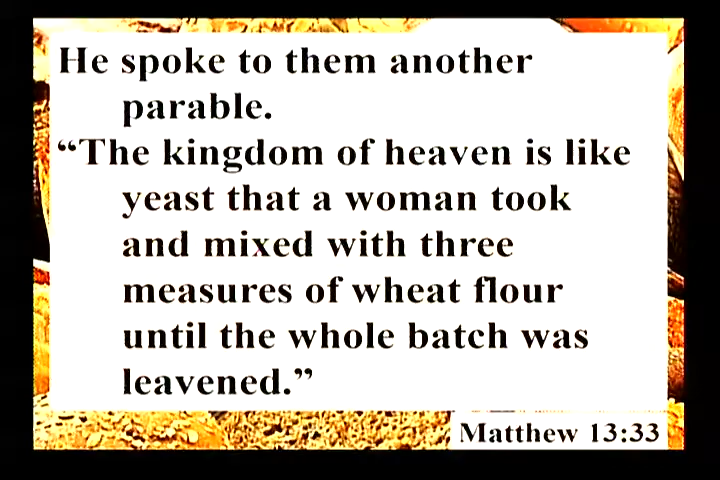 He spoke to them another
parable.
“The kingdom of heaven is like
yeast that a woman took
and mixed with three
measures of wheat flour
until the whole batch was
leavened.”
Matthew 13:33